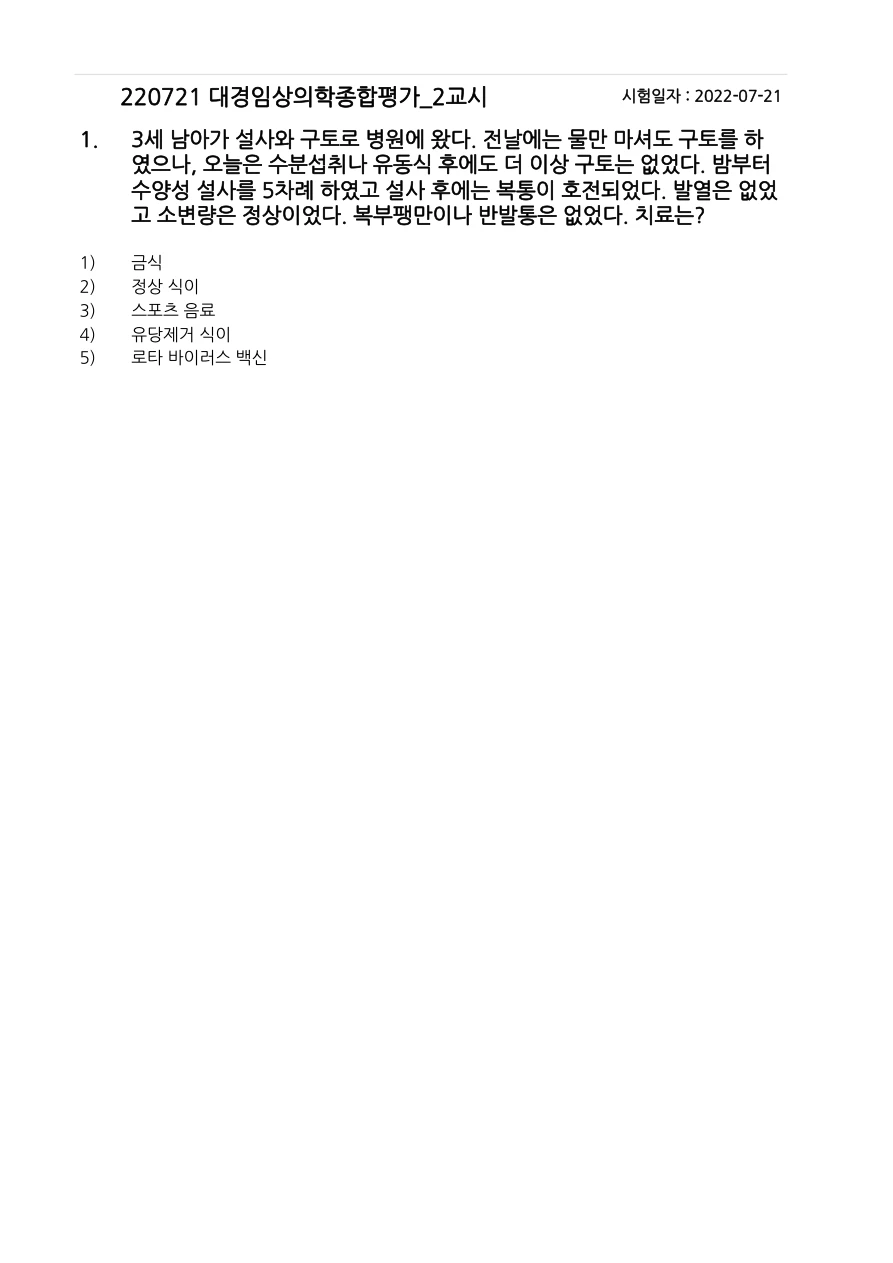 220721 대경임상의학종합평가_2교시 시험일자 : 2022-07-21
1. 3세 남아가 설사와 구토로 병원에 왔다. 전날에는 물만 마셔도 구토를 하
였으나, 오늘은 수분섭취나 유동식 후에도 더 이상 구토는 없었다. 밤부터
수양성 설사를 5차례 하였고 설사 후에는 복통이 호전되었다. 발열은 없었
고 소변량은 정상이었다. 복부팽만이나 반발통은 없었다. 치료는?
1) 금식
2) 정상 식이
3) 스포츠 음료
4) 유당제거 식이
5) 로타 바이러스 백신